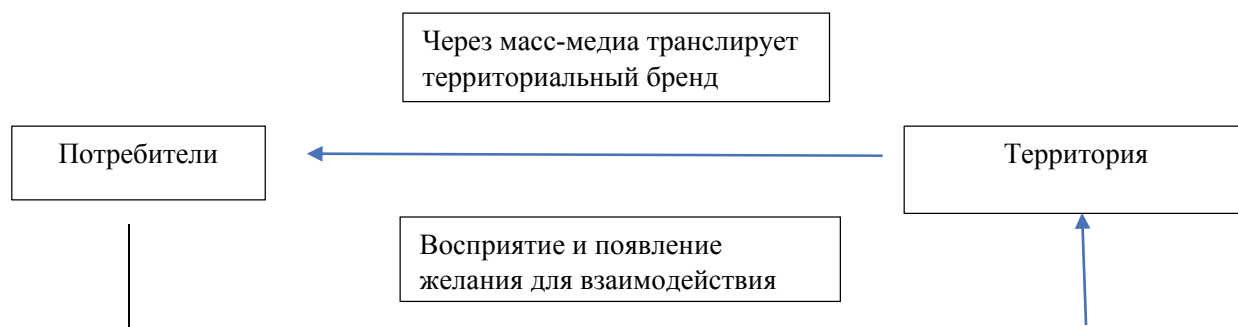 Через масс-медиа транслирует
территориальный бренд
Потребители
Территория
Восприятие и появление
желания для взаимодействия